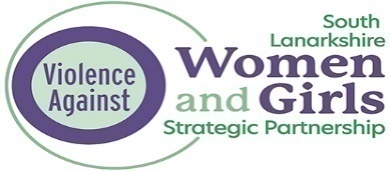 South
Lanarkshire
Violence
Against
Women
and Girls
Strategic Partnership